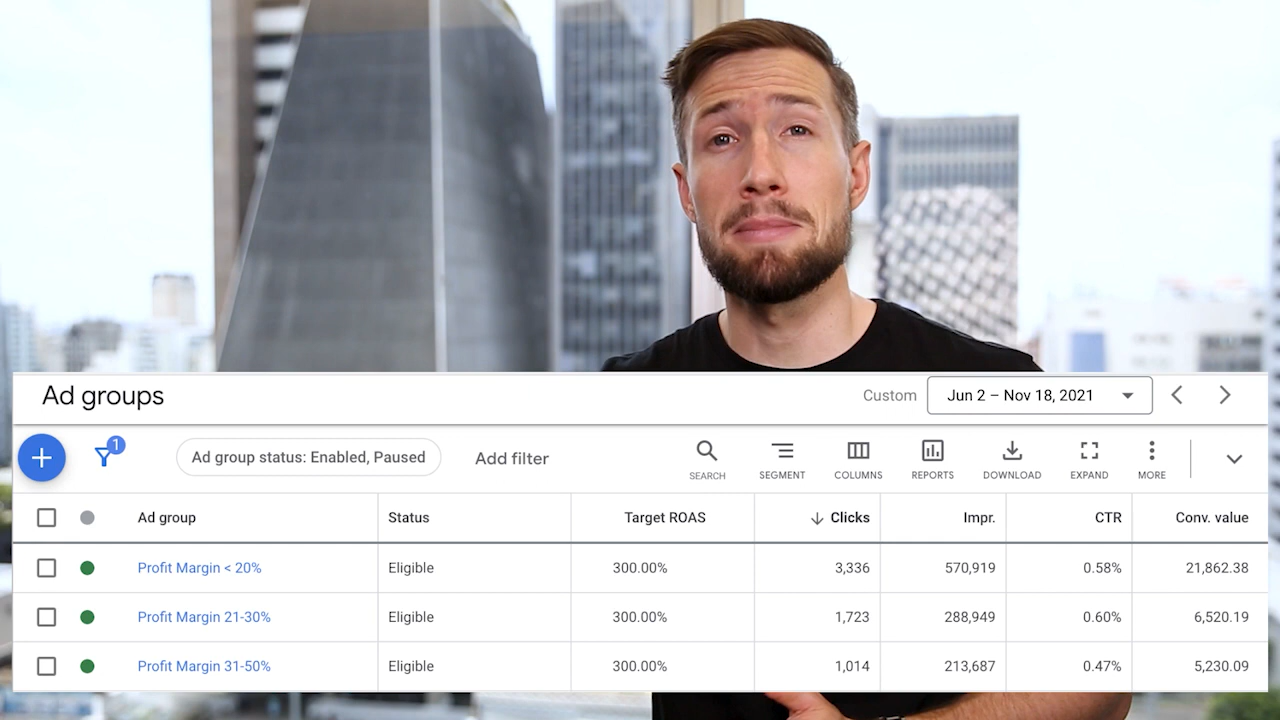 Ad groups
Custom Jun 2 – Nov 18, 2021
1
Ad group status: Enabled, Paused Add filter
SEARCH SEGMENT COLUMNS REPORTS DOWNLOAD EXPAND MORE
Ad group Status Target ROAS Clicks Impr. CTR Conv. value
Profit Margin < 20% Eligible 300.00% 3,336 570,919 0.58% 21,862.38
Profit Margin 21-30% Eligible 300.00% 1,723 288,949 0.60% 6,520.19
Profit Margin 31-50% Eligible 300.00% 1,014 213,687 0.47% 5,230.09